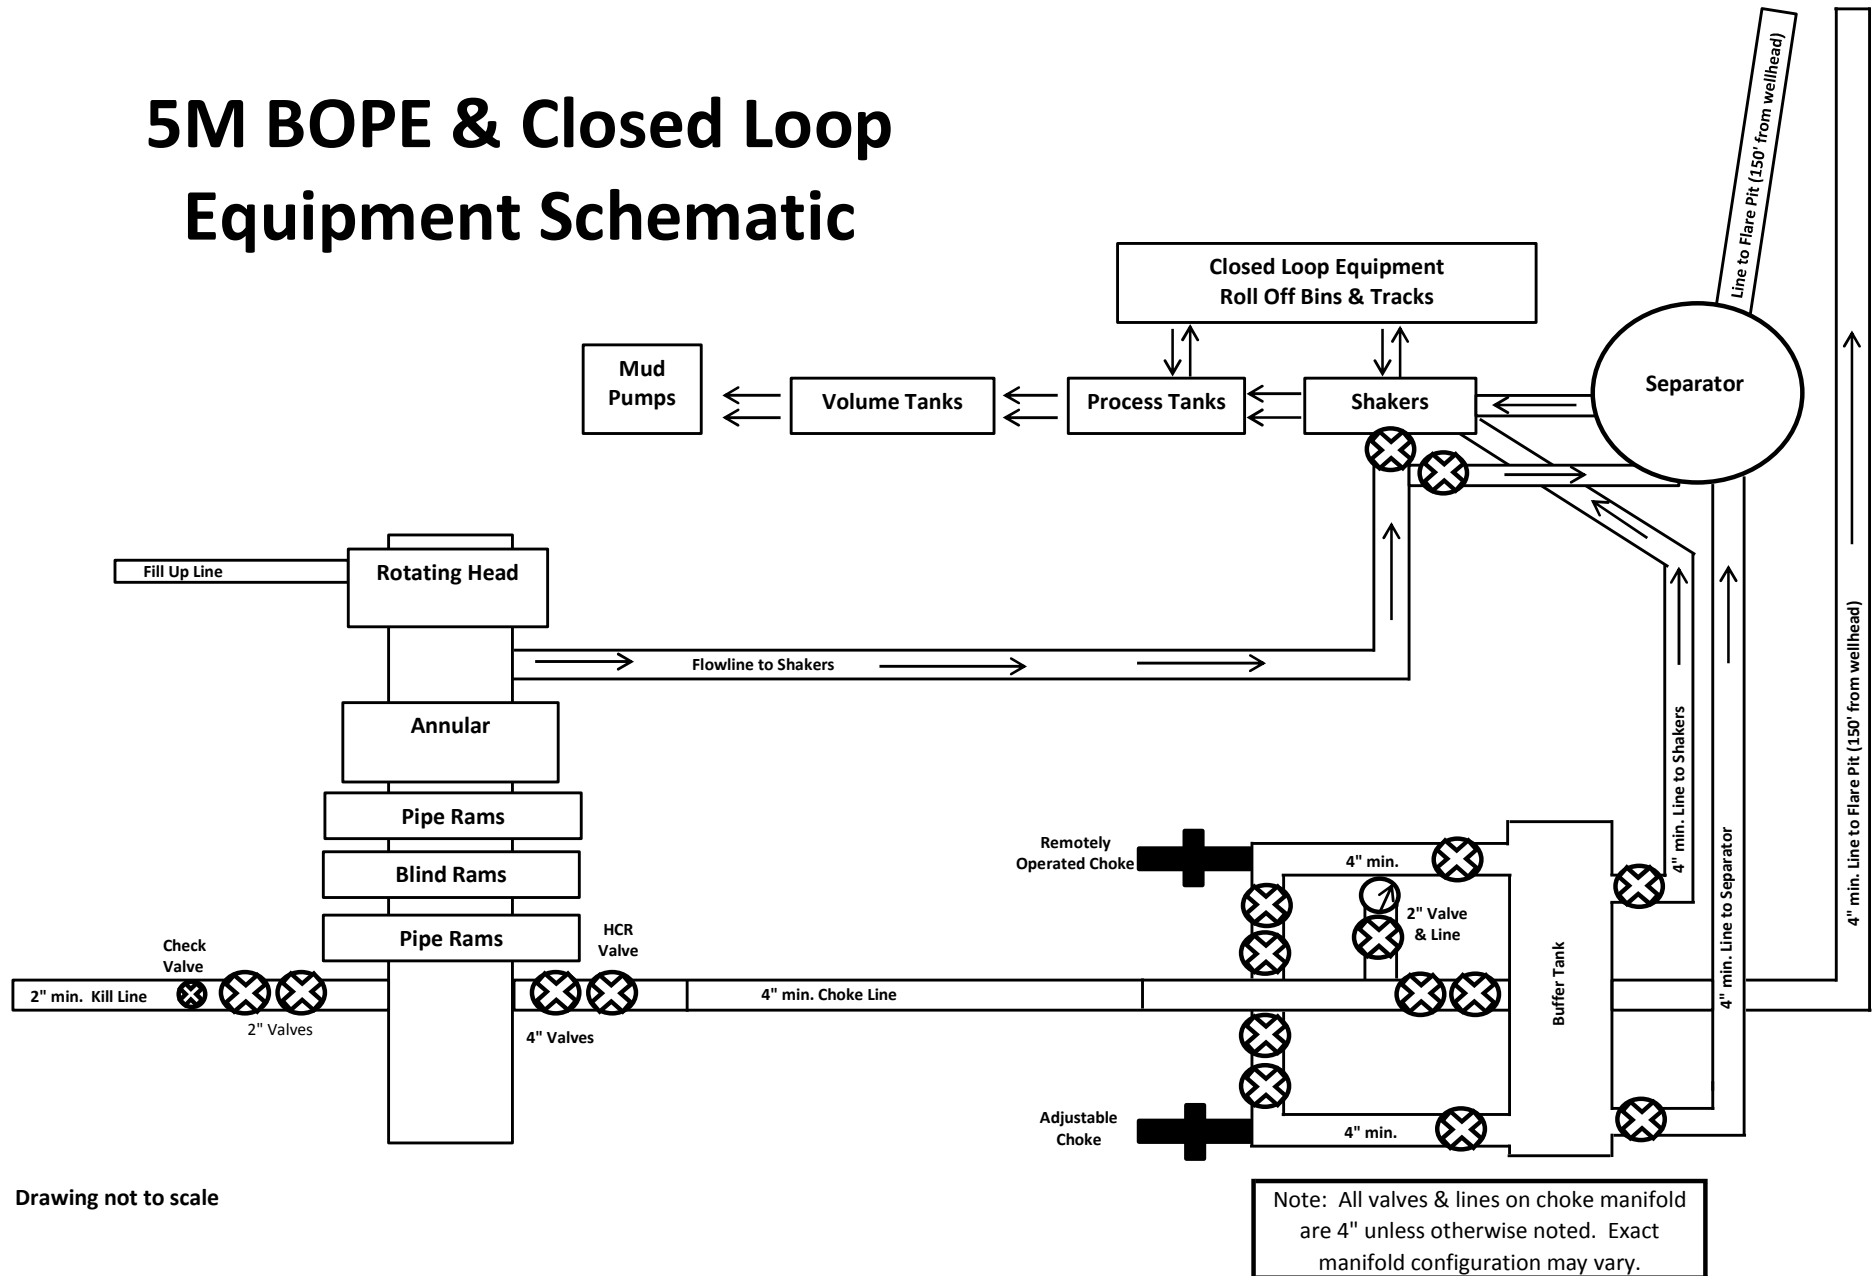 5M BOPE & Closed Loop
Equipment Schematic
Line to Flare Pit (150' from wellhead)
Closed Loop Equipment
Roll Off Bins & Tracks
Mud
Pumps
Volume Tanks
Process Tanks
Shakers
Separator
Fill Up Line
Rotating Head
Flowline to Shakers
Annular
Pipe Rams
Blind Rams
Pipe Rams
Check
Valve
HCR
Valve
2" min. Kill Line
2" Valves
4" Valves
4" min. Choke Line
Remotely
Operated Choke
4" min.
2" Valve
& Line
Buffer Tank
Adjustable
Choke
4" min.
4" min. Line to Shakers
4" min. Line to Separator
4" min. Line to Flare Pit (150' from wellhead)
Drawing not to scale
Note: All valves & lines on choke manifold
are 4" unless otherwise noted. Exact
manifold configuration may vary.